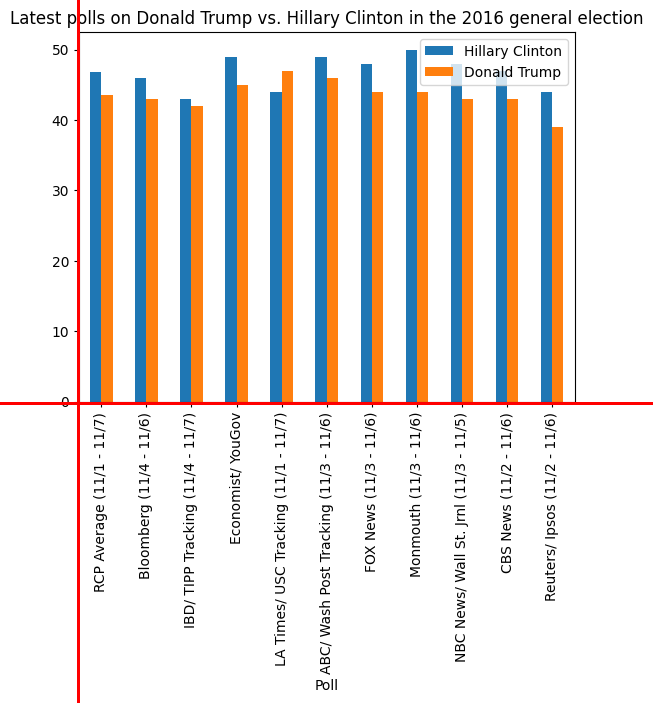 Latest polls on Donald Trump vs. Hillary Clinton in the 2016 general election
Hillary Clinton
Donald Trump
50
40
30
20
10
0
RCP Average (11/1 - 11/7)
Bloomberg (11/4 - 11/6)
IBD/ TIPP Tracking (11/4 - 11/7)
Economist/ YouGov
LA Times/ USC Tracking (11/1 - 11/7)
ABC/ Wash Post Tracking (11/3 - 11/6)
FOX News (11/3 - 11/6)
Monmouth (11/3 - 11/6)
NBC News/ Wall St. Jrnl (11/3 - 11/5)
CBS News (11/2 - 11/6)
Reuters/ Ipsos (11/2 - 11/6)
Poll